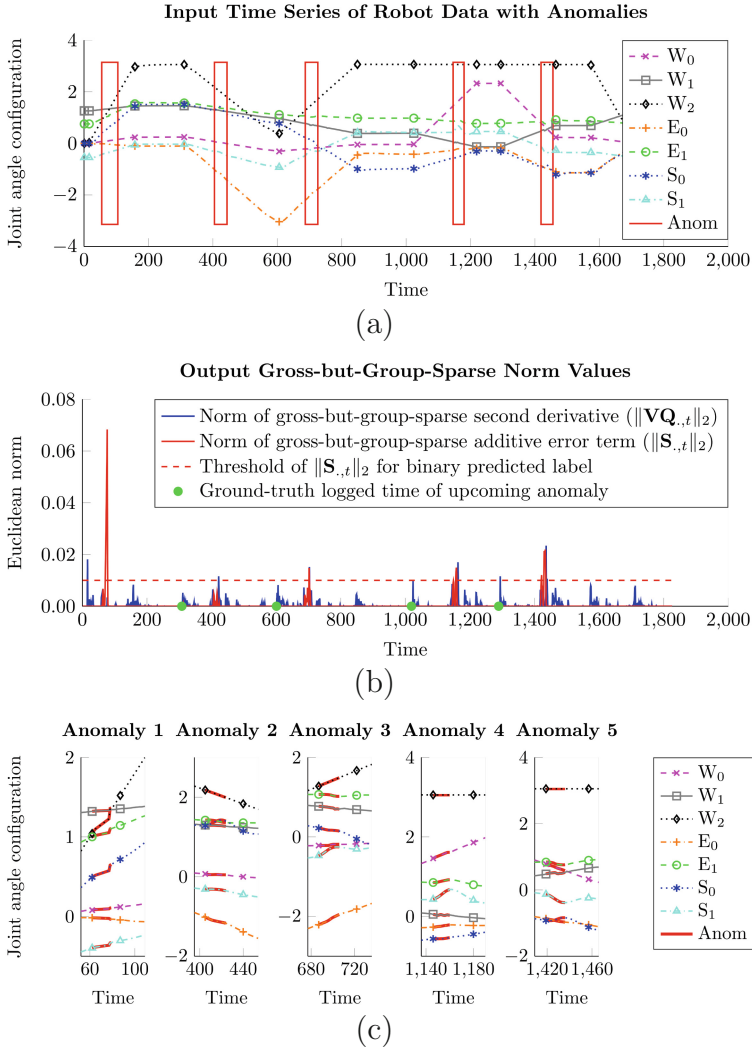 Input Time Series of Robot Data with Anomalies
Joint angle configuration
4
2
0
−2
−4
0 200 400 600 800 1,000 1,200 1,400 1,600 1,800 2,000
Time
W0
W1
W2
E0
E1
S0
S1
Anom
(a)
Output Gross-but-Group-Sparse Norm Values
Euclidean norm
0.08
0.06
0.04
0.02
0.00
0 200 400 600 800 1,000 1,200 1,400 1,600 1,800 2,000
Time
Norm of gross-but-group-sparse second derivative (‖VQ.,t‖2)
Norm of gross-but-group-sparse additive error term (‖S.,t‖2)
Threshold of ‖S.,t‖2 for binary predicted label
Ground-truth logged time of upcoming anomaly
(b)
Anomaly 1 Anomaly 2 Anomaly 3 Anomaly 4 Anomaly 5
Joint angle configuration
2
1
0
60 100
Time
2
0
−2
400 440
Time
2
0
−2
680 720
Time
4
2
0
−2
1,140 1,180
Time
4
2
0
−2
1,420 1,460
Time
W0
W1
W2
E0
E1
S0
S1
Anom
(c)